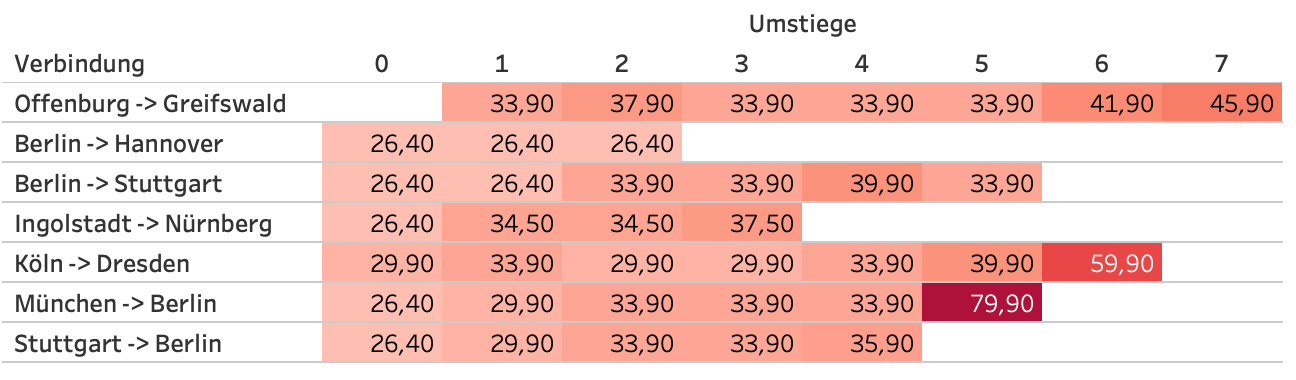 Umstiege
Verbindung 0 1 2 3 4 5 6 7
Offenburg -> Greifswald 33,90 37,90 33,90 33,90 33,90 41,90 45,90
Berlin -> Hannover 26,40 26,40 26,40
Berlin -> Stuttgart 26,40 26,40 33,90 33,90 39,90 33,90
Ingolstadt -> Nürnberg 26,40 34,50 34,50 37,50
Köln -> Dresden 29,90 33,90 29,90 29,90 33,90 39,90 59,90
München -> Berlin 26,40 29,90 33,90 33,90 33,90 79,90
Stuttgart -> Berlin 26,40 29,90 33,90 33,90 35,90